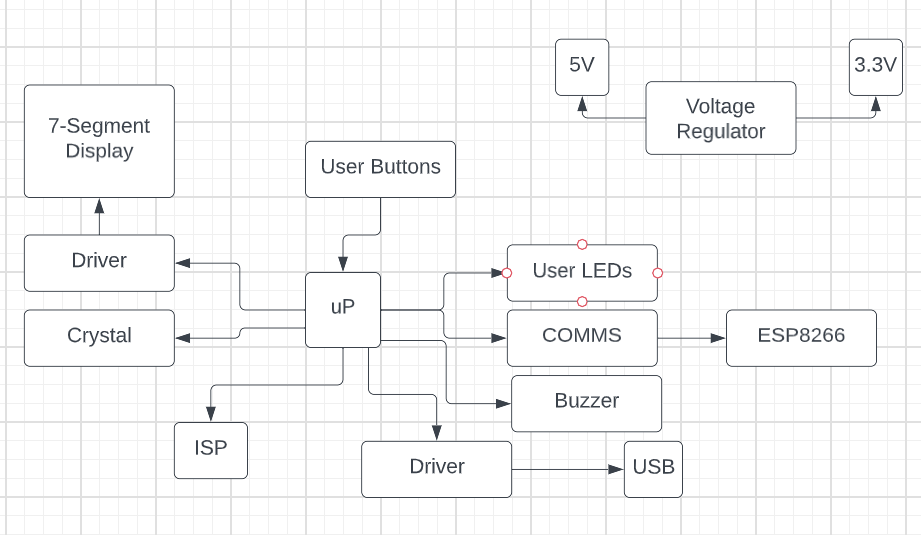 5V
3.3V
Voltage
Regulator
7-Segment
Display
User Buttons
Driver
User LEDs
uP
Crystal
COMMS
ESP8266
Buzzer
ISP
Driver
USB